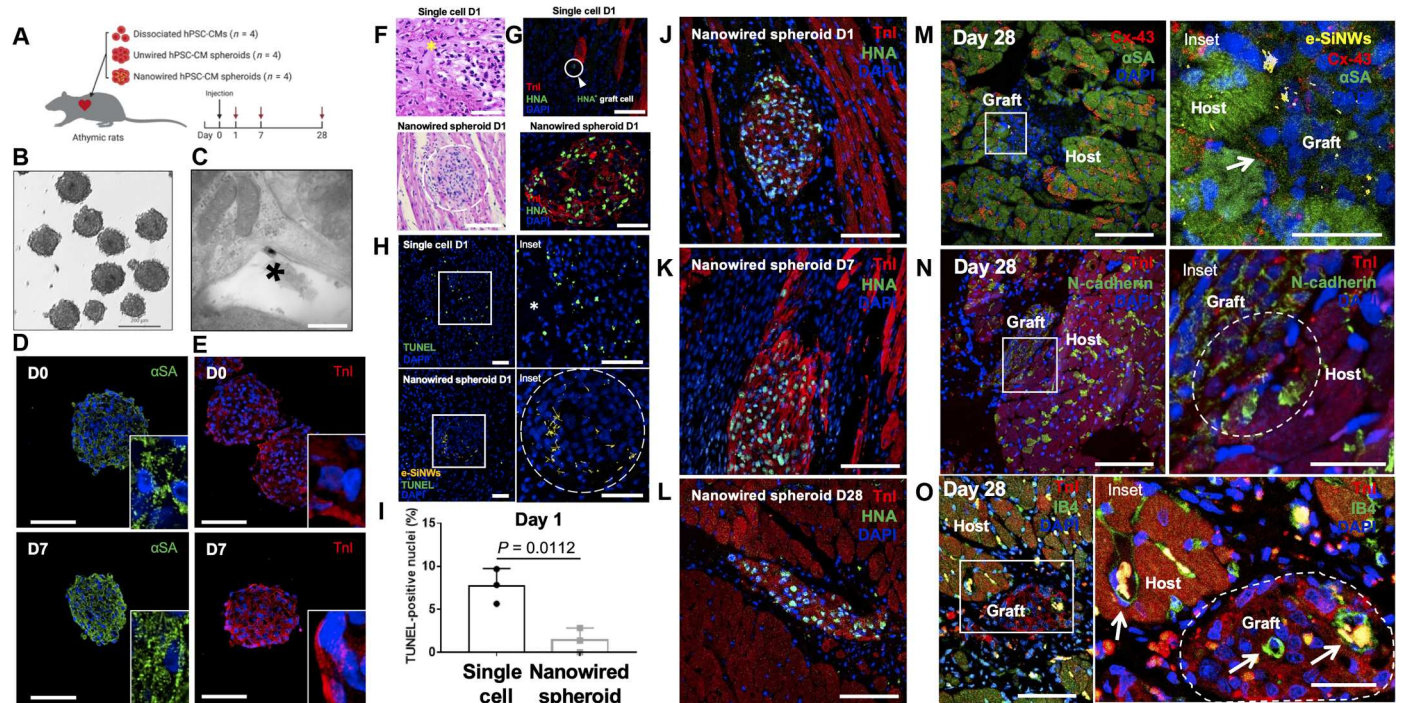 A
Dissociated hPSC-CMs (n = 4)
Unwired hPSC-CM spheroids (n = 4)
Nanowired hPSC-CM spheroids (n = 4)
Injection
Day 0 1 7 28
Athymic rats
B
200 μm
C
*
D
D0
αSA
D7
αSA
E
D0
TnI
D7
TnI
F
Single cell D1
*
Nanowired spheroid D1
G
Single cell D1
TnI
HNA
DAPI
HNA+ graft cell
Nanowired spheroid D1
TnI
HNA
DAPI
H
Single cell D1
TUNEL
DAPI
Inset
*
Nanowired spheroid D1
e-SiNWs
TUNEL
DAPI
Inset
I
Day 1
P = 0.0112
TUNEL-positive nuclei (%)
15
10
5
0
Single
cell
Nanowired
spheroid
J
Nanowired spheroid D1
TnI
HNA
DAPI
K
Nanowired spheroid D7
TnI
HNA
DAPI
L
Nanowired spheroid D28
TnI
HNA
DAPI
M
Day 28
Cx-43
αSA
DAPI
Graft
Host
Inset
e-SiNWs
Cx-43
αSA
DAPI
Host
Graft
N
Day 28
TnI
N-cadherin
DAPI
Graft
Host
Inset
TnI
N-cadherin
DAPI
Graft
Host
O
Day 28
TnI
IB4
DAPI
Host
Graft
Inset
TnI
IB4
DAPI
Host
Graft